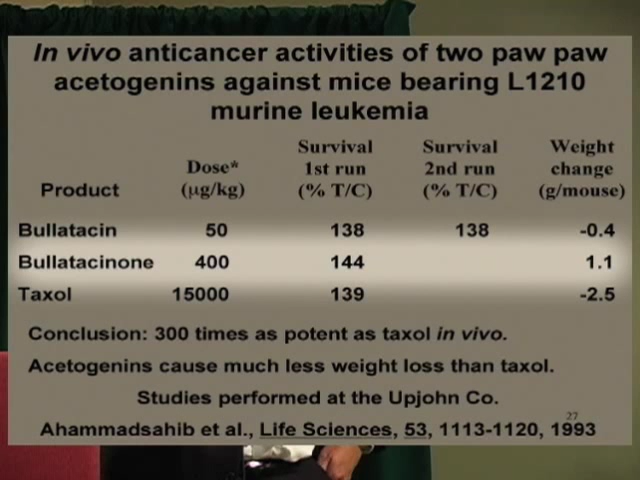 In vivo anticancer activities of two paw paw
acetogenins against mice bearing L1210
murine leukemia
Product Dose* (µg/kg) Survival 1st run (% T/C) Survival 2nd run (% T/C) Weight change (g/mouse)
Bullatacin 50 138 138 -0.4
Bullatacinone 400 144 1.1
Taxol 15000 139 -2.5
Conclusion: 300 times as potent as taxol in vivo.
Acetogenins cause much less weight loss than taxol.
Studies performed at the Upjohn Co.
27
Ahammadsahib et al., Life Sciences, 53, 1113-1120, 1993